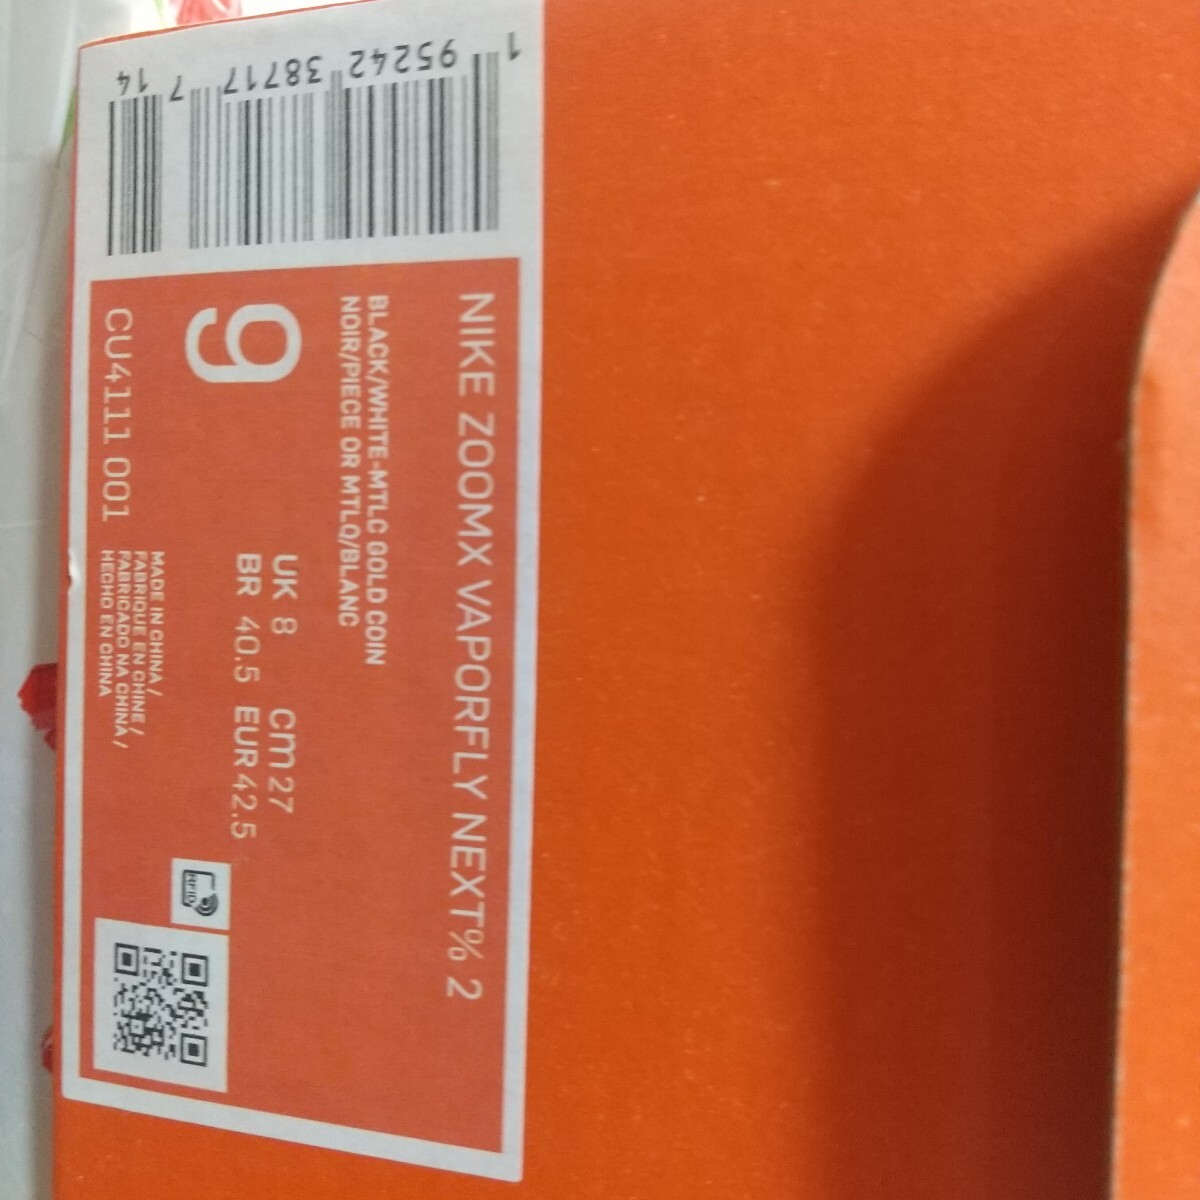 NIKE ZOOMX VAPORFLY NEXT% 2
BLACK/WHITE-MTLC GOLD COIN
NOIR/PIECE OR MTLQ/BLANC
9
UK 8 cm 27
BR 40.5 EUR 42.5
CU4111 001
MADE IN CHINA /
FABRIQUE EN CHINE /
FABRICADO NA CHINA /
HECHO EN CHINA
RFID
1 95242 38717 7 14